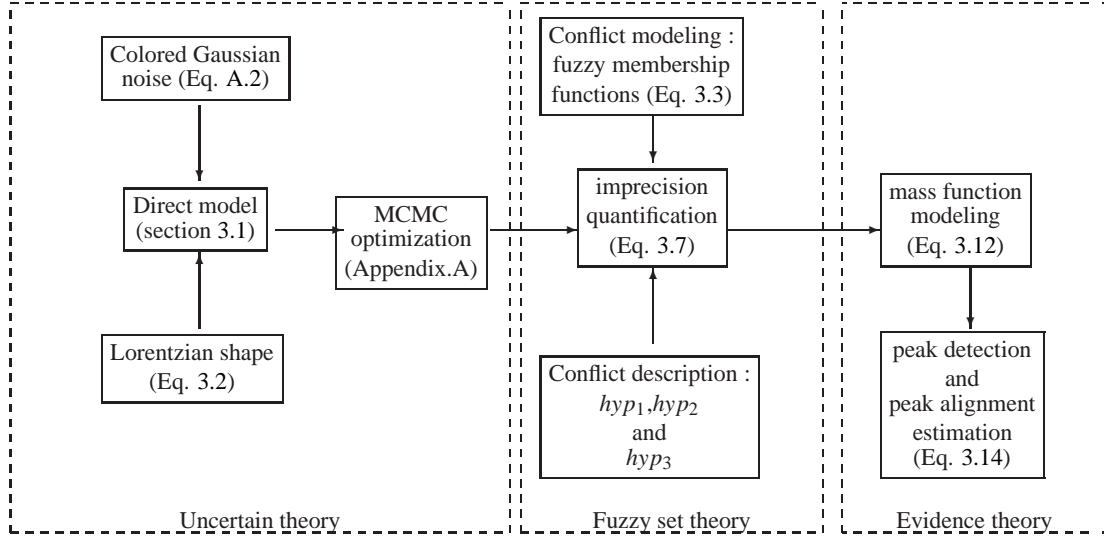 Colored Gaussian
noise (Eq. A.2)
Direct model
(section 3.1)
Lorentzian shape
(Eq. 3.2)
MCMC
optimization
(Appendix.A)
Uncertain theory
Conflict modeling :
fuzzy membership
functions (Eq. 3.3)
imprecision
quantification
(Eq. 3.7)
Conflict description :
hyp1,hyp2
and
hyp3
Fuzzy set theory
mass function
modeling
(Eq. 3.12)
peak detection
and
peak alignment
estimation
(Eq. 3.14)
Evidence theory